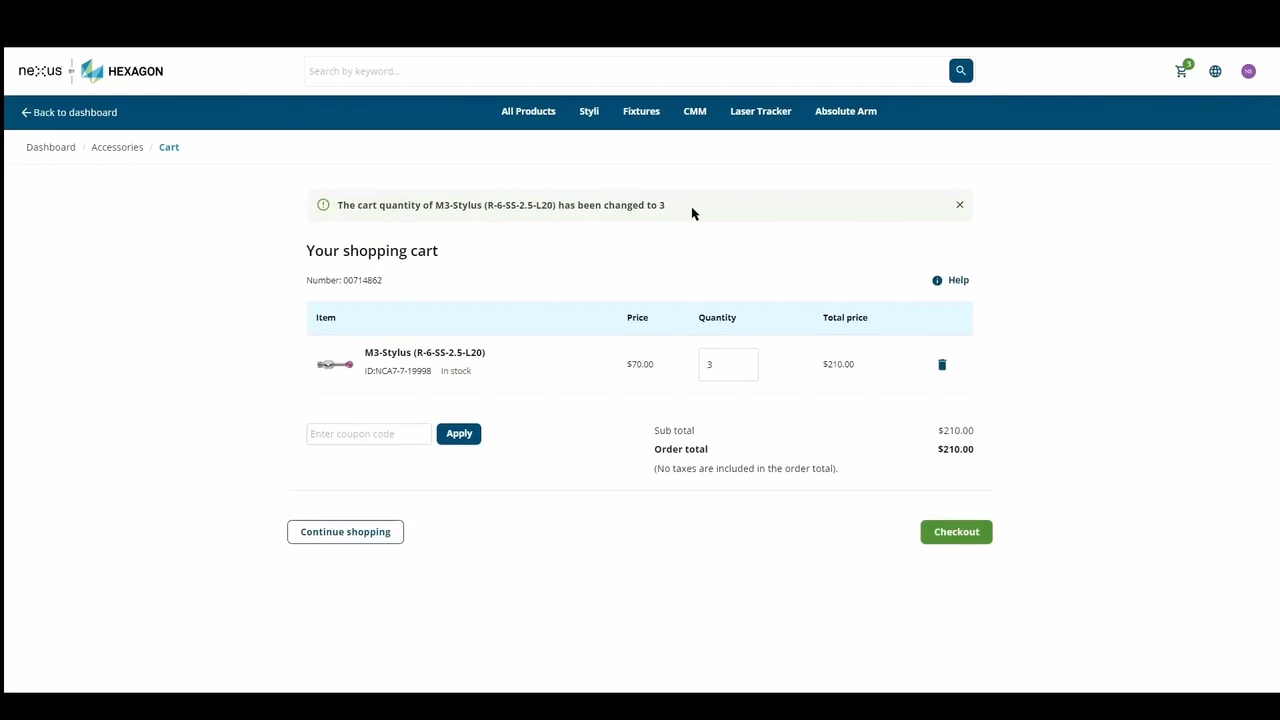 nexus BY HEXAGON
Search by keyword...
3
NE
Back to dashboard
All Products Styli Fixtures CMM Laser Tracker Absolute Arm
Dashboard / Accessories / Cart
The cart quantity of M3-Stylus (R-6-SS-2.5-L20) has been changed to 3
Your shopping cart
Number: 00714862
Help
Item Price Quantity Total price
M3-Stylus (R-6-SS-2.5-L20)
ID:NCA7-7-19998 In stock
$70.00 3 $210.00
Enter coupon code Apply
Sub total $210.00
Order total $210.00
(No taxes are included in the order total).
Continue shopping Checkout